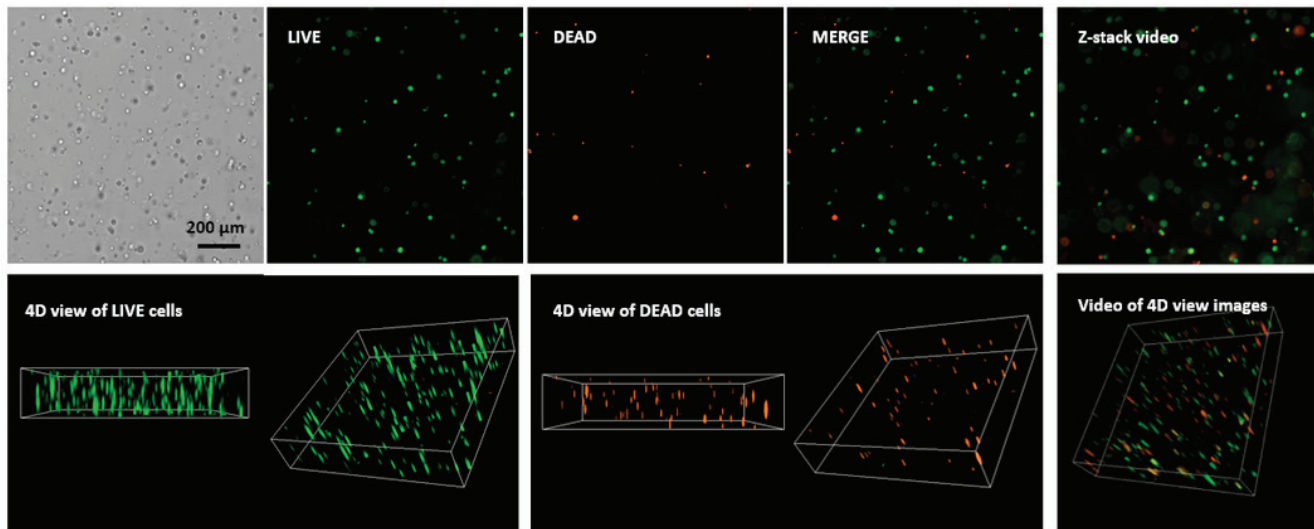 LIVE
DEAD
MERGE
Z-stack video
200 µm
4D view of LIVE cells
4D view of DEAD cells
Video of 4D view images